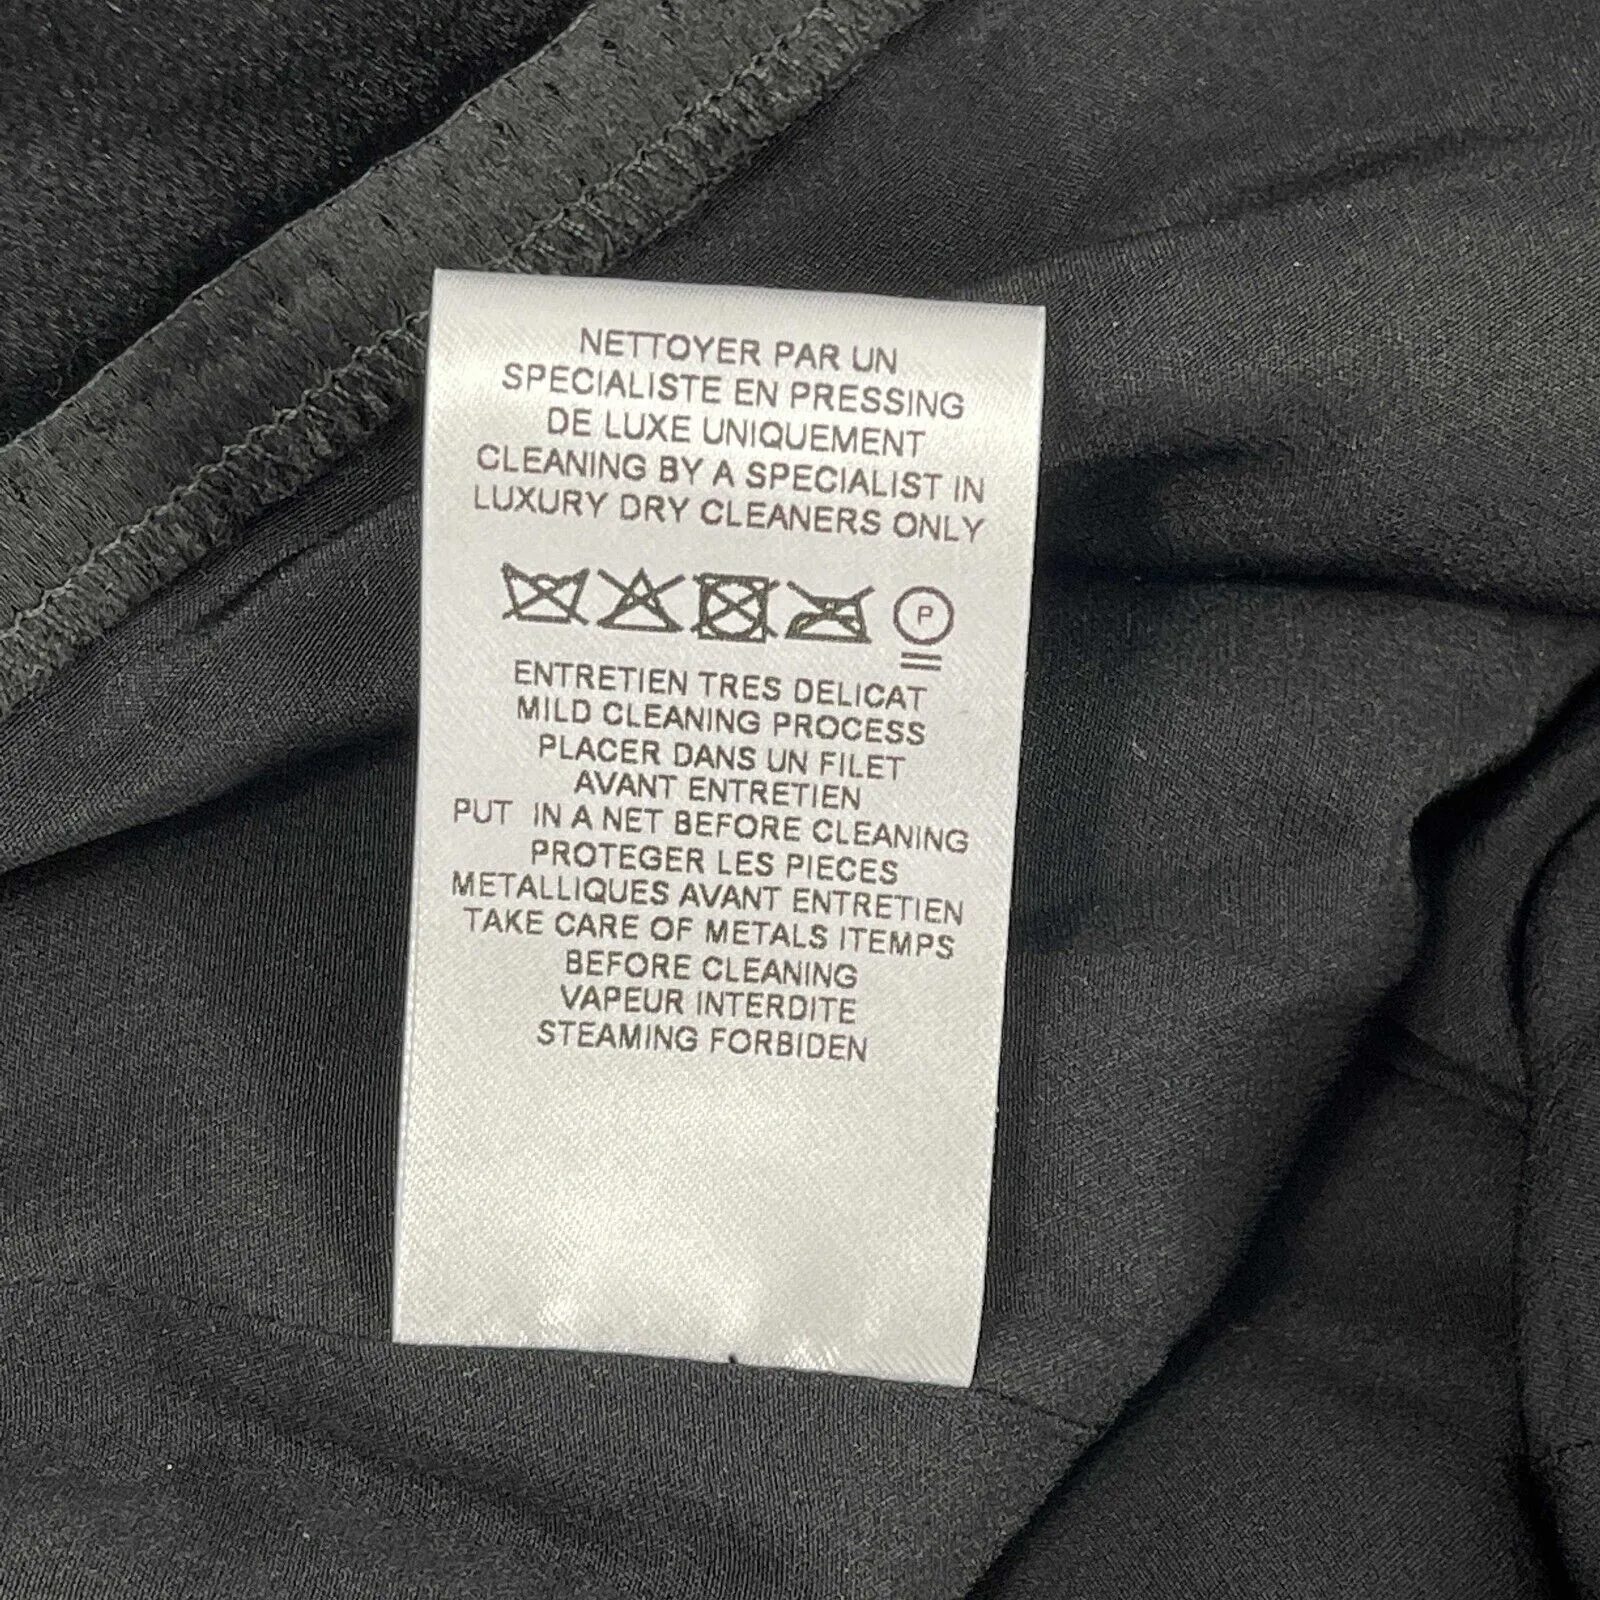 NETTOYER PAR UN
SPECIALISTE EN PRESSING
DE LUXE UNIQUEMENT
CLEANING BY A SPECIALIST IN
LUXURY DRY CLEANERS ONLY
P
ENTRETIEN TRES DELICAT
MILD CLEANING PROCESS
PLACER DANS UN FILET
AVANT ENTRETIEN
PUT IN A NET BEFORE CLEANING
PROTEGER LES PIECES
METALLIQUES AVANT ENTRETIEN
TAKE CARE OF METALS ITEMPS
BEFORE CLEANING
VAPEUR INTERDITE
STEAMING FORBIDEN